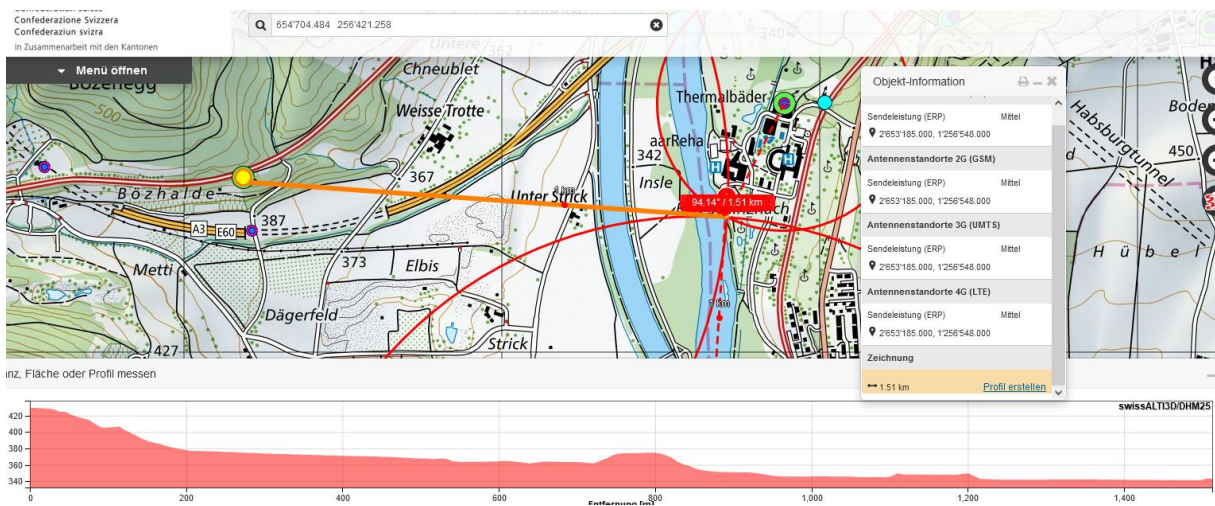 Confederazione Svizzera
Confederaziun svizra
In Zusammenarbeit mit den Kantonen
654'704.484 256'421.258
Menü öffnen
Bözenegg
500
Untere
362
340
Chneublet
Weisse Trotte
367
Bözhalde
A3 E60
387
Metti
373
Elbis
Dägerfeld
427
Strick
Unter Strick
1 km
342
Insle
aarReha
Thermalbäder
H
H
94.14° / 1.51 km
1 km
Habsburgtunnel
Boden
450
Hübel
Objekt-Information
Sendeleistung (ERP) Mittel
2'653'185.000, 1'256'548.000
Antennenstandorte 2G (GSM)
Sendeleistung (ERP) Mittel
2'653'185.000, 1'256'548.000
Antennenstandorte 3G (UMTS)
Sendeleistung (ERP) Mittel
2'653'185.000, 1'256'548.000
Antennenstandorte 4G (LTE)
Sendeleistung (ERP) Mittel
2'653'185.000, 1'256'548.000
Zeichnung
1.51 km Profil erstellen
nz, Fläche oder Profil messen
swissALTI3D/DHM25
420
400
380
360
340
0 200 400 600 800 1,000 1,200 1,400
Entfernung [m]